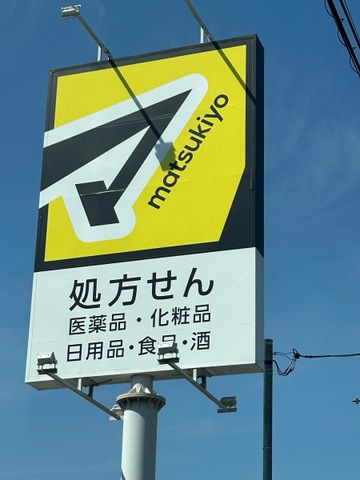 matsukiyo
処方せん
医薬品・化粧品
日用品・食品・酒